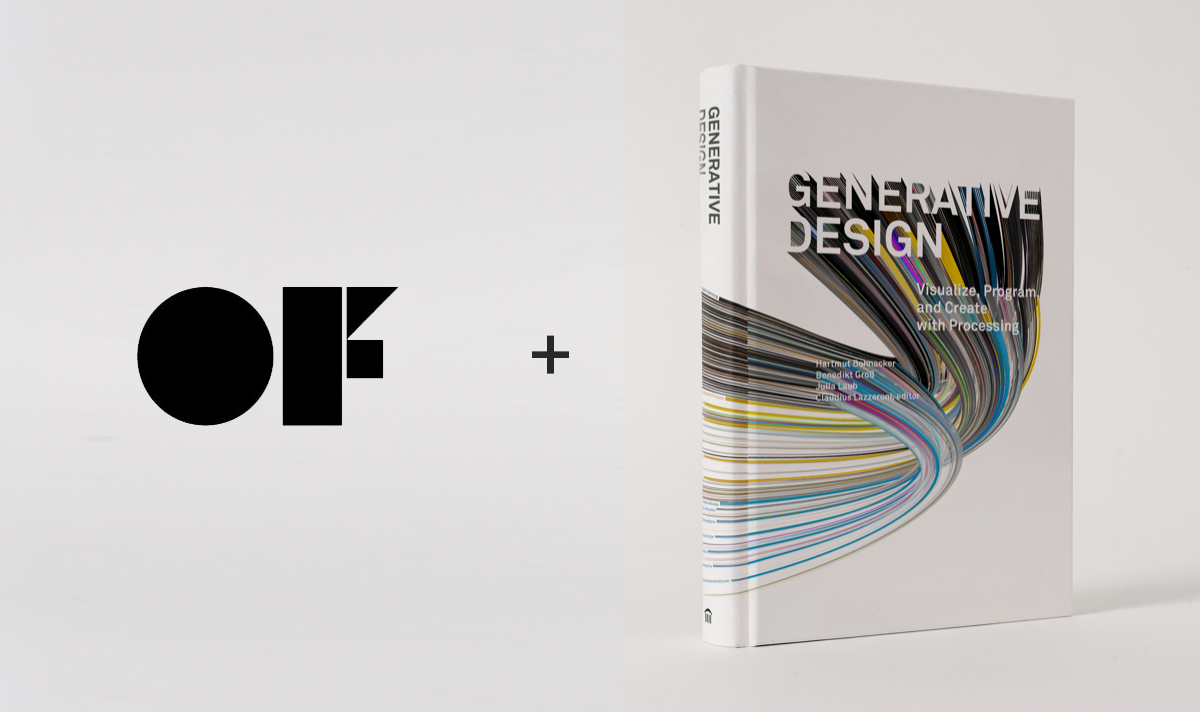 OF
+
GENERATIVE
DESIGN
GENERATIVE
DESIGN
Visualize, Program,
and Create
with Processing
Hartmut Bohnacker
Benedikt Groß
Julia Laub
Claudius Lazzeroni, editor